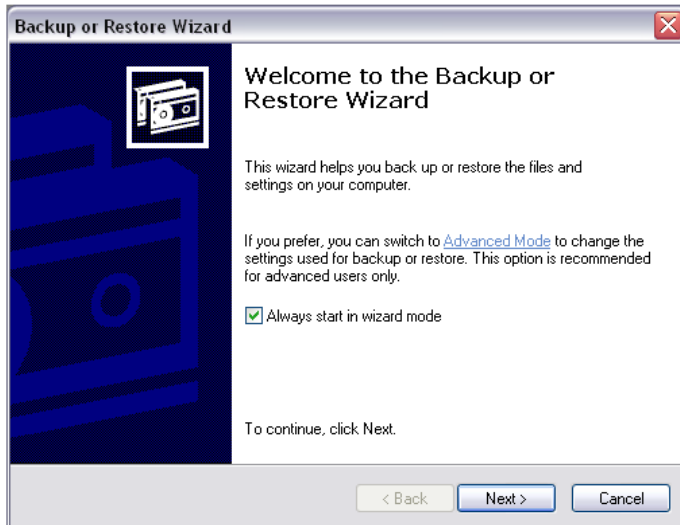 Backup or Restore Wizard
Welcome to the Backup or
Restore Wizard
This wizard helps you back up or restore the files and
settings on your computer.
If you prefer, you can switch to Advanced Mode to change the
settings used for backup or restore. This option is recommended
for advanced users only.
Always start in wizard mode
To continue, click Next.
< Back Next > Cancel